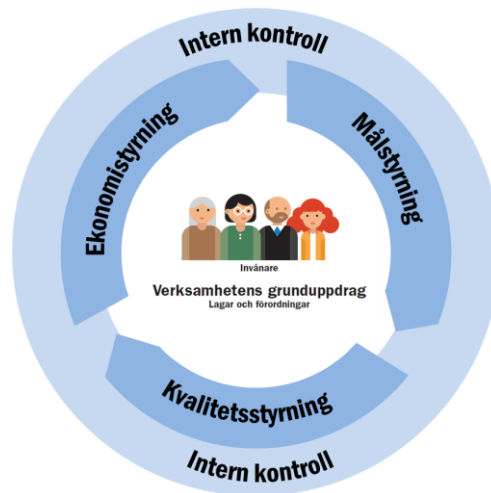 Intern kontroll
Ekonomistyrning
Målstyrning
Invånare
Verksamhetens grunduppdrag
Lagar och förordningar
Kvalitetsstyrning
Intern kontroll